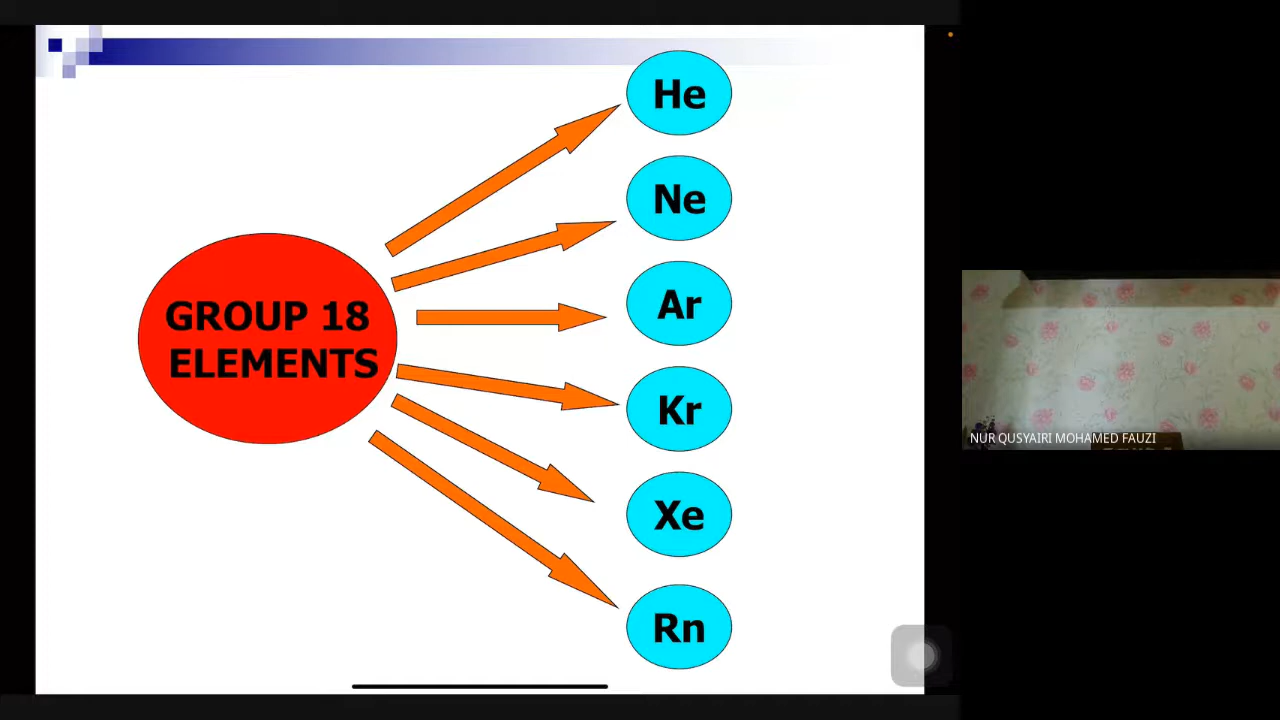 He
Ne
Ar
GROUP 18
ELEMENTS
Kr
Xe
Rn
NUR QUSYAIRI MOHAMED FAUZI